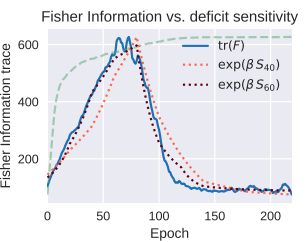 Fisher Information vs. deficit sensitivity
Fisher Information trace
600
400
200
tr(F)
exp(β S₄₀)
exp(β S₆₀)
0 50 100 150 200
Epoch